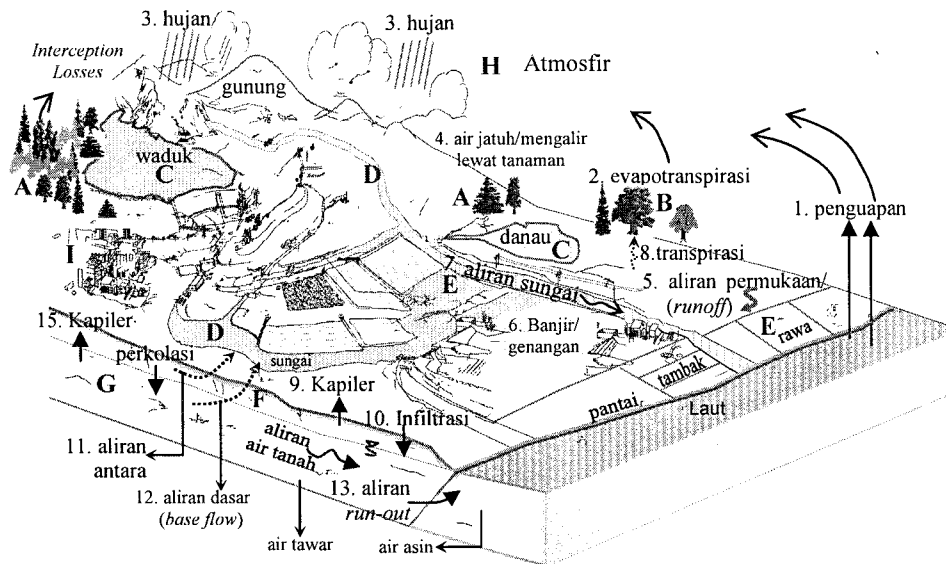 3. hujan/
3. hujan
Interception
Losses
H Atmosfir
gunung
4. air jatuh/mengalir
lewat tanaman
waduk
C
D
A
A
2. evapotranspirasi
B
1. penguapan
danau
C
8.transpirasi
I
7.
E
aliran sungai
5. aliran permukaan/
(runoff)
15. Kapiler
D
6. Banjir/
genangan
E
rawa
perkolasi
sungai
tambak
G
F
9. Kapiler
pantai
Laut
10. Infiltrasi
11. aliran
antara
aliran
air tanah
12. aliran dasar
(base flow)
13. aliran
run-out
air tawar
air asin